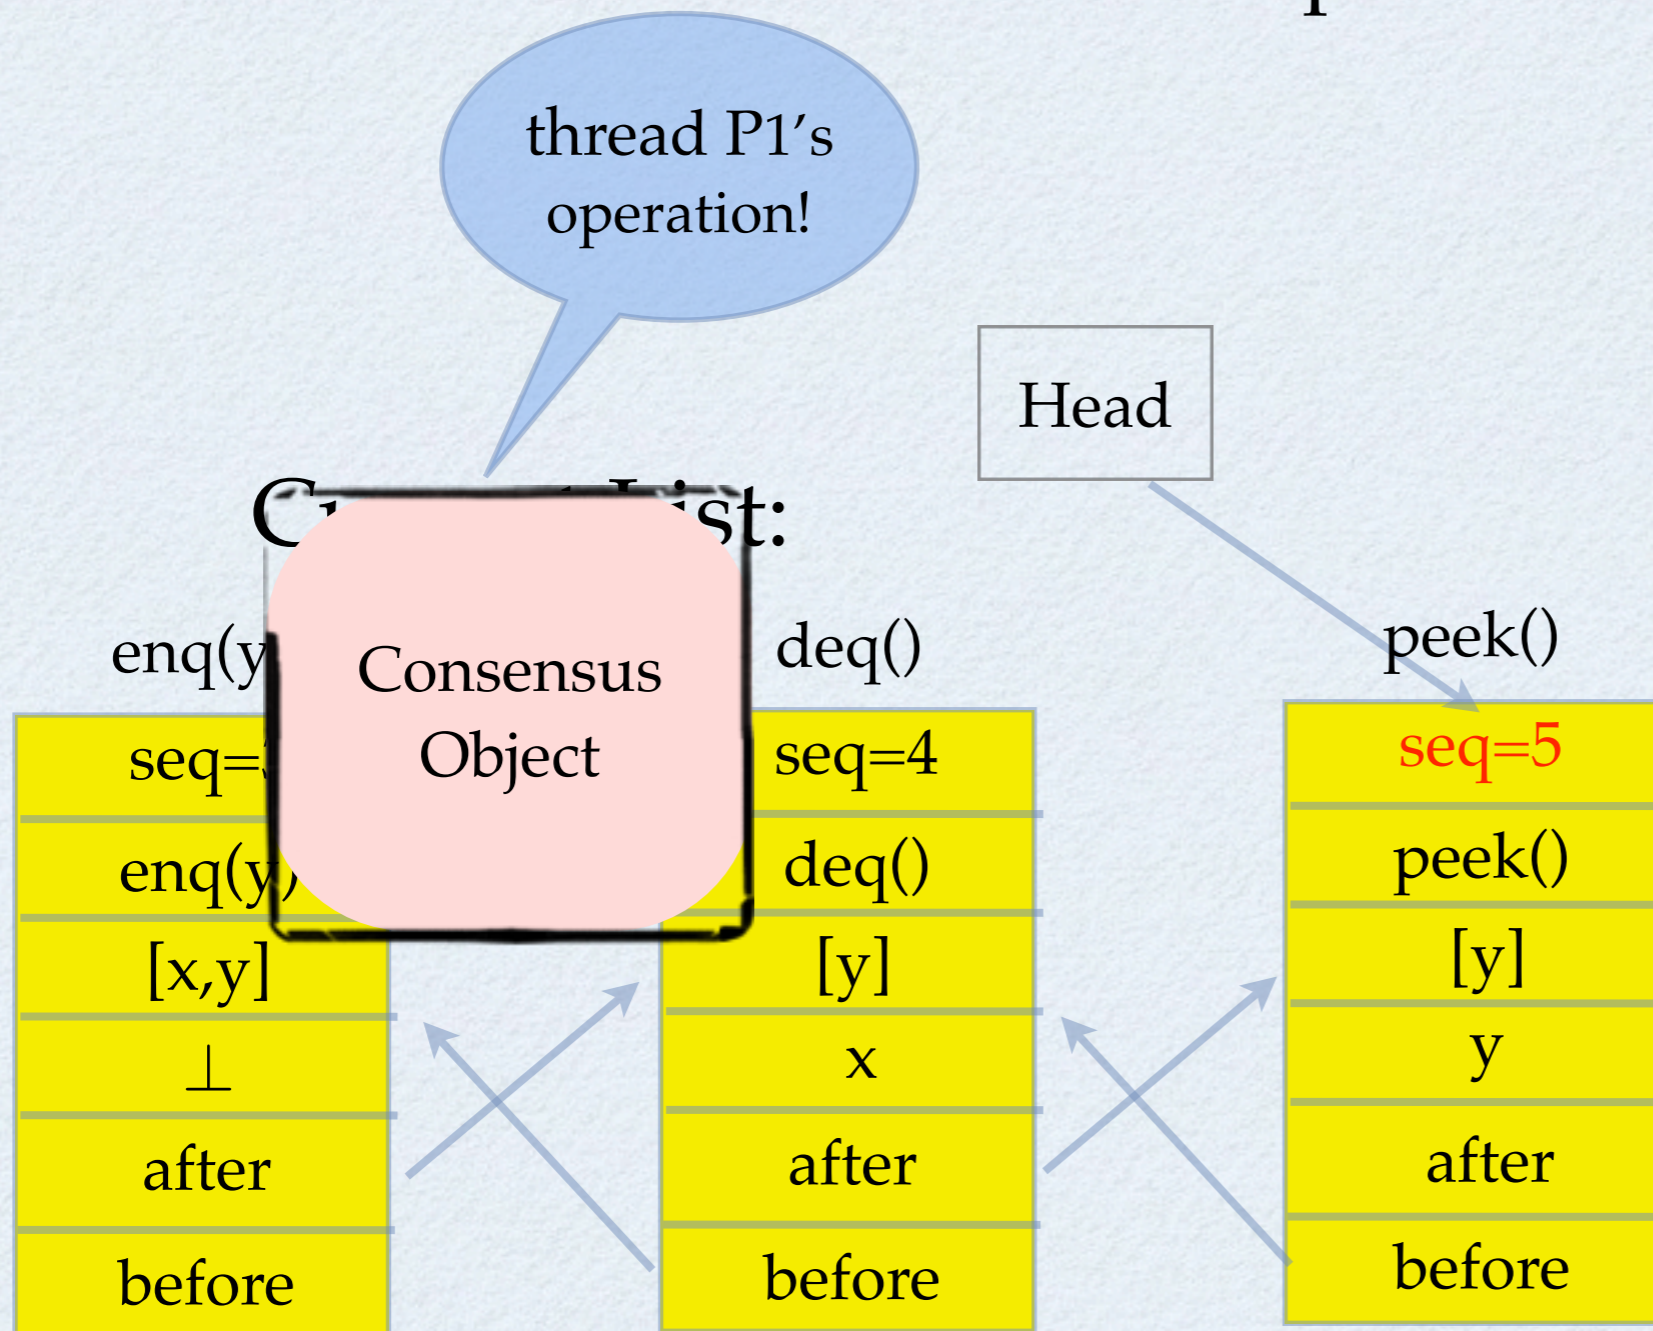 thread P1's
operation!
Head
List:
enq(y
Consensus
Object
deq()
peek()
seq=
seq=4
seq=5
enq(y)
deq()
peek()
[x,y]
[y]
[y]
⊥
x
y
after
after
after
before
before
before